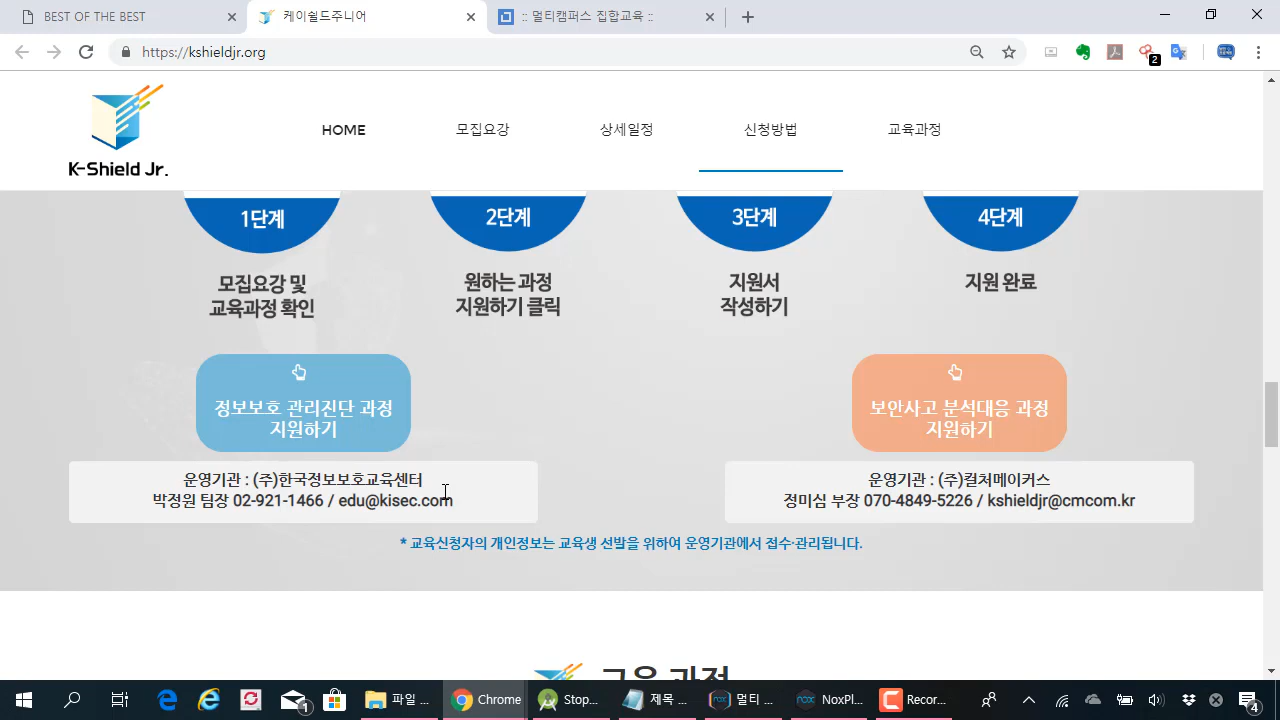 BEST OF THE BEST
케이쉴드주니어
:: 멀티캠퍼스 집합교육 ::
https://kshieldjr.org
2
K-Shield Jr.
HOME
모집요강
상세일정
신청방법
교육과정
1단계
2단계
3단계
4단계
모집요강 및
교육과정 확인
원하는 과정
지원하기 클릭
지원서
작성하기
지원 완료
정보보호 관리진단 과정
지원하기
보안사고 분석대응 과정
지원하기
운영기관 : (주)한국정보보호교육센터
박정원 팀장 02-921-1466 / edu@kisec.com
운영기관 : (주)컬처메이커스
정미심 부장 070-4849-5226 / kshieldjr@cmcom.kr
* 교육신청자의 개인정보는 교육생 선발을 위하여 운영기관에서 접수·관리됩니다.
교육 과정
1
파일 ...
Chrome
Stop...
제목 ...
멀티 ...
NoxPl...
Recor...
4